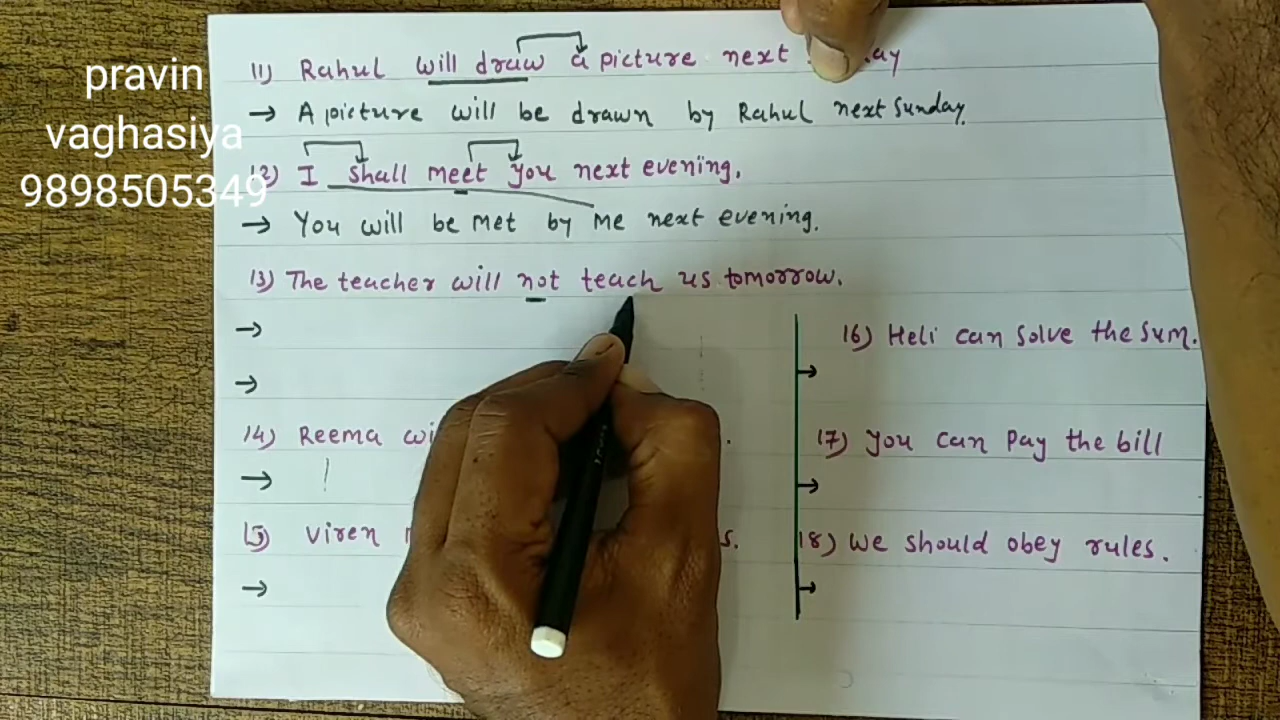 pravin
vaghasiya
9898505349
11) Rahul will draw a picture next ay
→ A picture will be drawn by Rahul next Sunday.
12) I shall meet you next evening.
→ You will be met by me next evening.
13) The teacher will not teach us tomorrow.
→
→
14) Reema wi .
→
15) Viren s.
→
16) Heli can solve the sum.
→
17) You can pay the bill
→
18) We should obey rules.
→